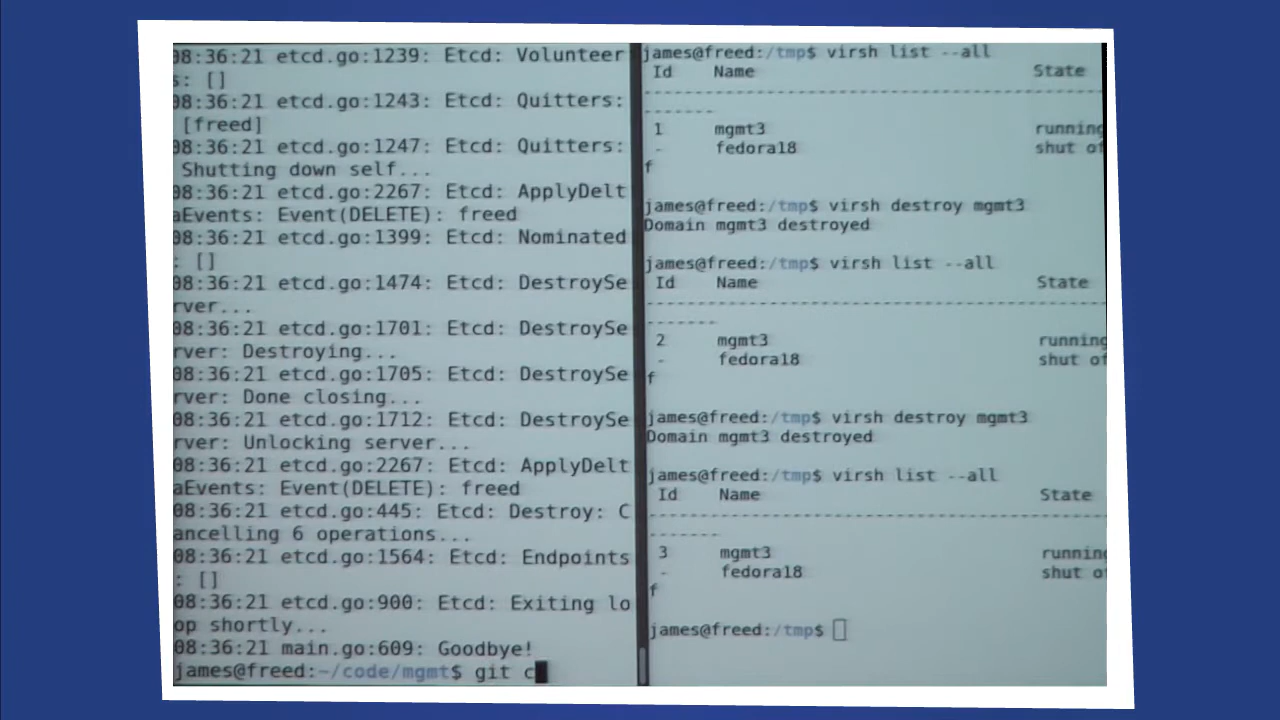 08:36:21 etcd.go:1239: Etcd: Volunteer
s: []
08:36:21 etcd.go:1243: Etcd: Quitters:
[freed]
08:36:21 etcd.go:1247: Etcd: Quitters:
Shutting down self...
08:36:21 etcd.go:2267: Etcd: ApplyDelt
aEvents: Event(DELETE): freed
08:36:21 etcd.go:1399: Etcd: Nominated
: []
08:36:21 etcd.go:1474: Etcd: DestroySe
rver...
08:36:21 etcd.go:1701: Etcd: DestroySe
rver: Destroying...
08:36:21 etcd.go:1705: Etcd: DestroySe
rver: Done closing...
08:36:21 etcd.go:1712: Etcd: DestroySe
rver: Unlocking server...
08:36:21 etcd.go:2267: Etcd: ApplyDelt
aEvents: Event(DELETE): freed
08:36:21 etcd.go:445: Etcd: Destroy: C
ancelling 6 operations...
08:36:21 etcd.go:1564: Etcd: Endpoints
: []
08:36:21 etcd.go:900: Etcd: Exiting lo
op shortly...
08:36:21 main.go:609: Goodbye!
james@freed:~/code/mgmt$ git c
james@freed:/tmp$ virsh list --all
Id Name State
--------------------------------------------
-------
1 mgmt3 running
- fedora18 shut of
f
james@freed:/tmp$ virsh destroy mgmt3
Domain mgmt3 destroyed
james@freed:/tmp$ virsh list --all
Id Name State
--------------------------------------------
-------
2 mgmt3 running
- fedora18 shut of
f
james@freed:/tmp$ virsh destroy mgmt3
Domain mgmt3 destroyed
james@freed:/tmp$ virsh list --all
Id Name State
--------------------------------------------
-------
3 mgmt3 running
- fedora18 shut of
f
james@freed:/tmp$